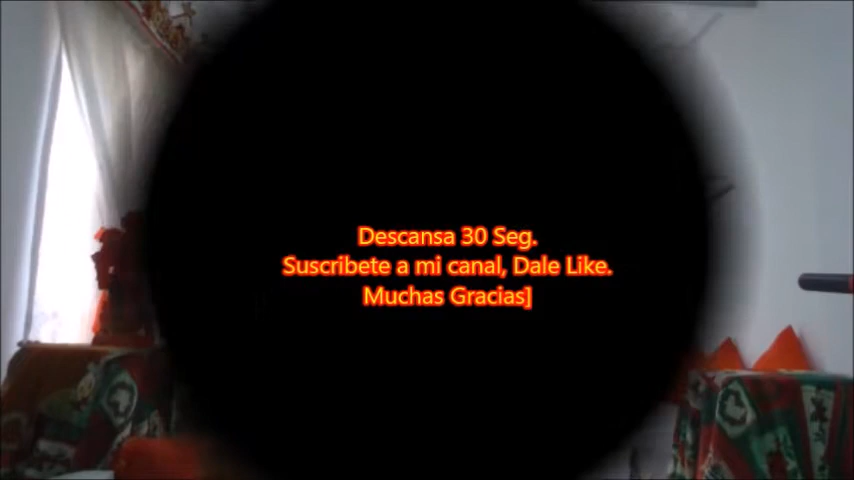 Descansa 30 Seg.
Suscribete a mi canal, Dale Like.
Muchas Gracias]